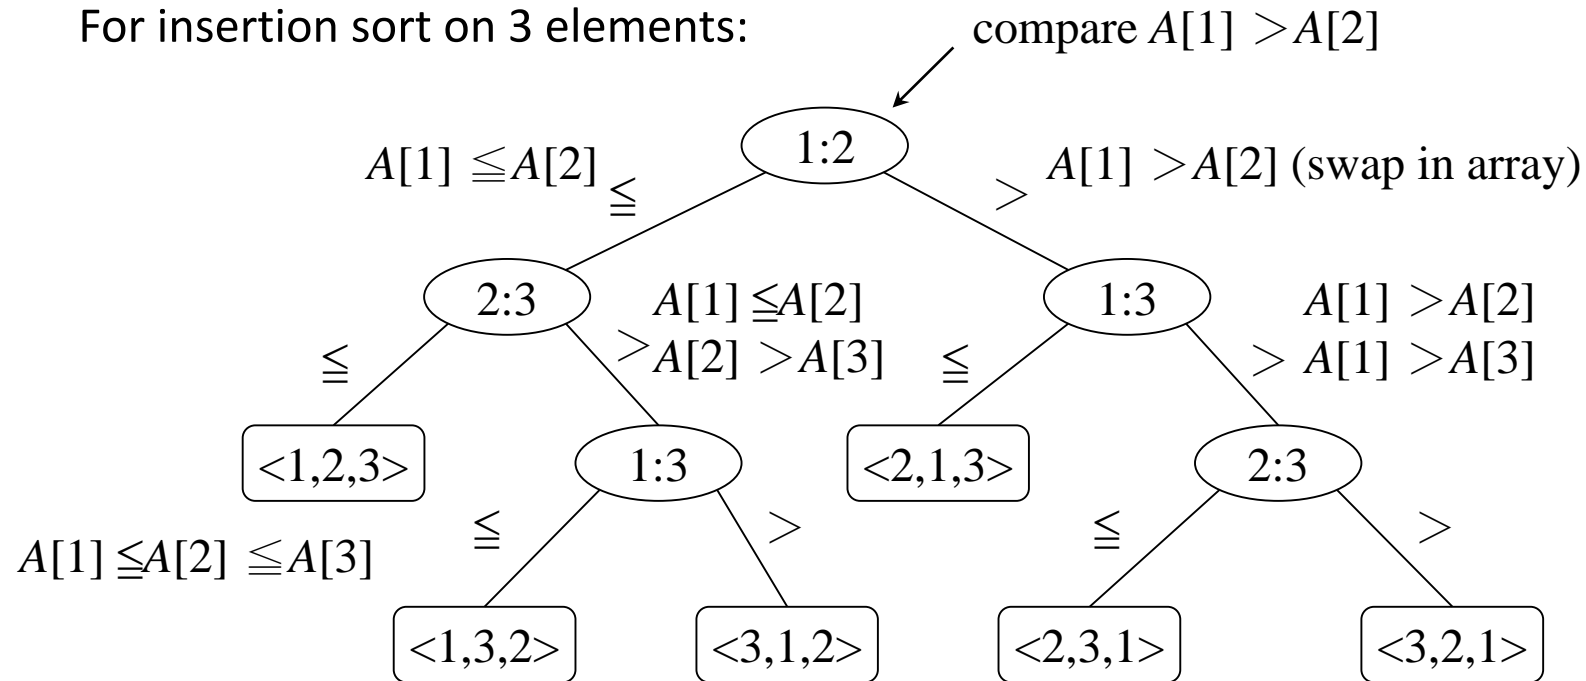 For insertion sort on 3 elements:
compare A[1] >A[2]
1:2
A[1] ≦A[2]
≦
>
A[1] >A[2] (swap in array)
2:3
A[1] ≦A[2]
1:3
A[1] >A[2]
≦
>
A[2] >A[3]
≦
>
A[1] >A[3]
<1,2,3>
1:3
<2,1,3>
2:3
A[1] ≦A[2] ≦A[3]
≦
>
≦
>
<1,3,2>
<3,1,2>
<2,3,1>
<3,2,1>